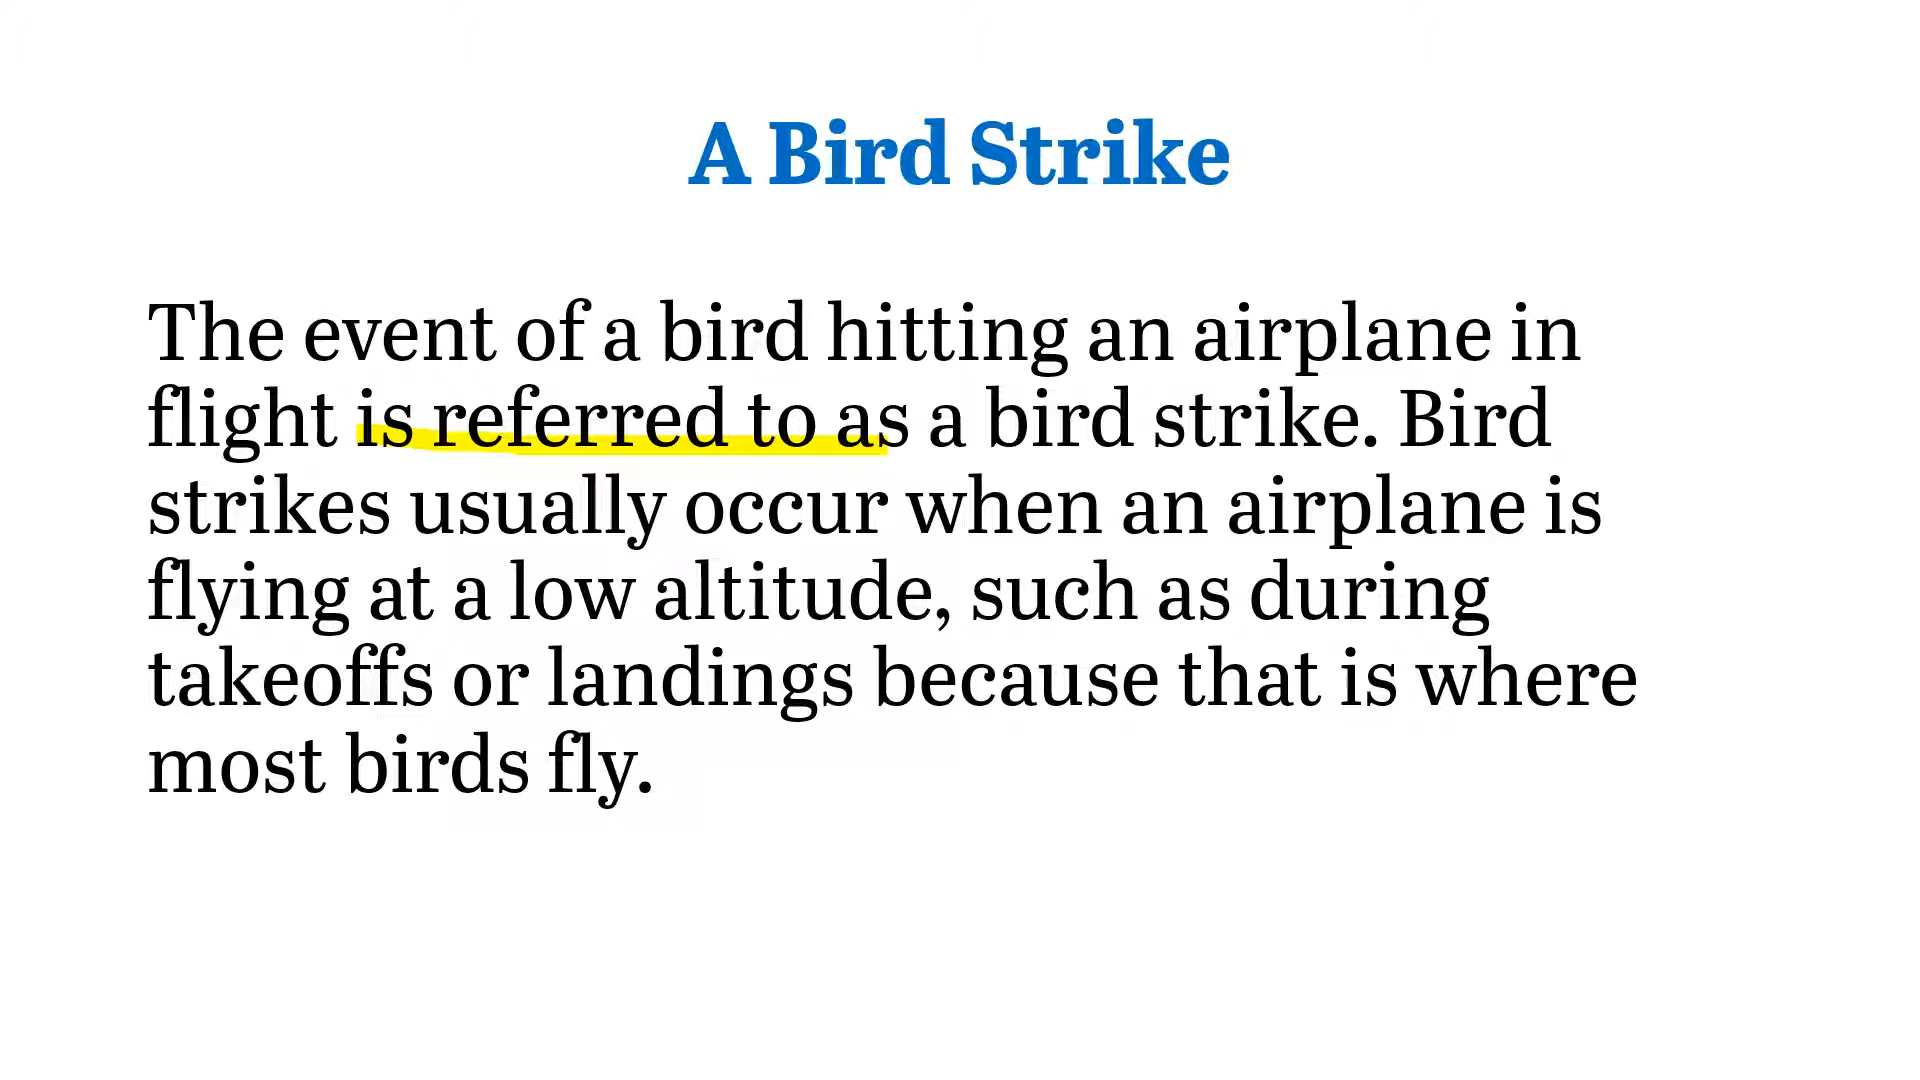 A Bird Strike
The event of a bird hitting an airplane in
flight is referred to as a bird strike. Bird
strikes usually occur when an airplane is
flying at a low altitude, such as during
takeoffs or landings because that is where
most birds fly.